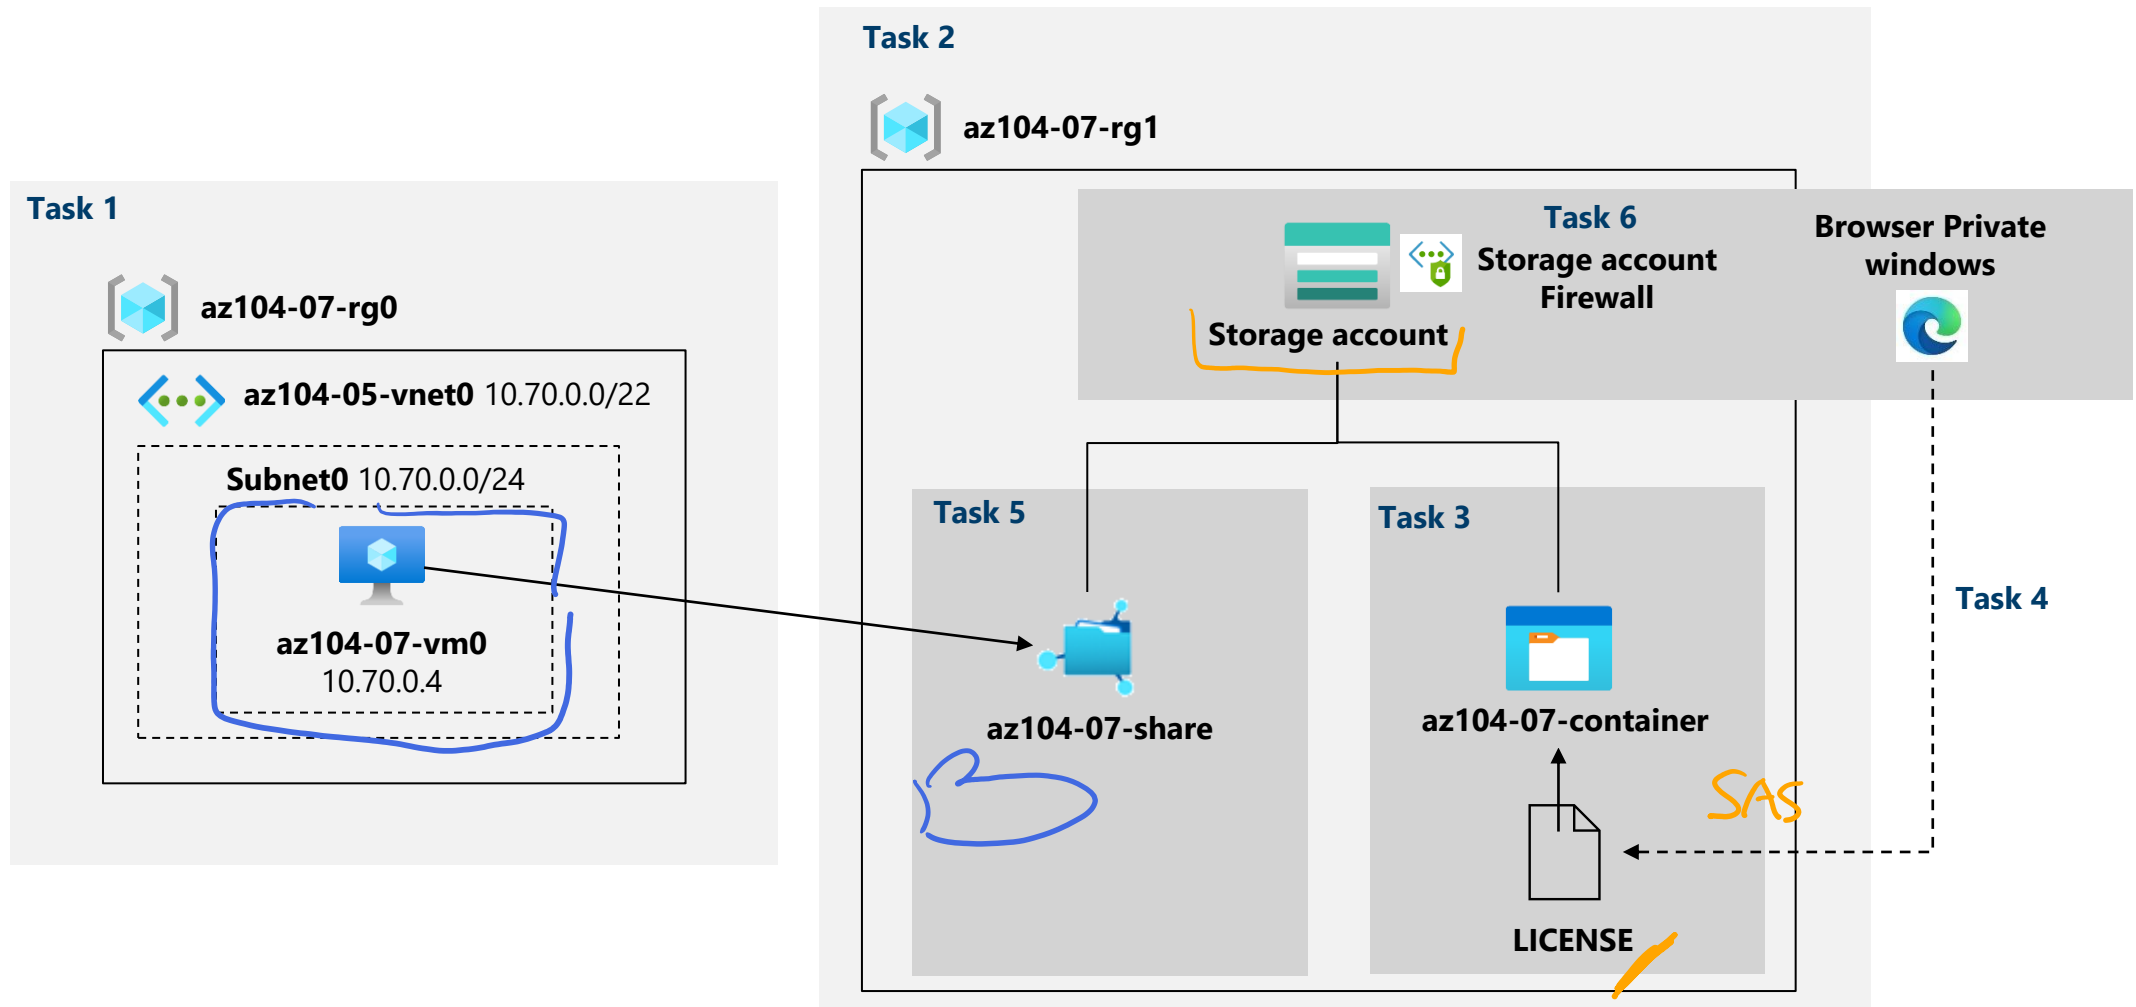 Task 1
az104-07-rg0
az104-05-vnet0 10.70.0.0/22
Subnet0 10.70.0.0/24
az104-07-vm0
10.70.0.4
Task 2
az104-07-rg1
Task 6
Storage account
Firewall
Storage account
Browser Private
windows
Task 5
az104-07-share
Task 3
az104-07-container
SAS
LICENSE
Task 4